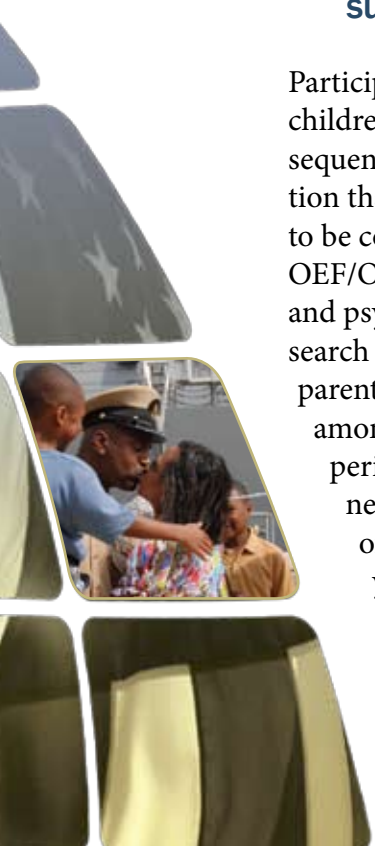 su
Particip
childre
sequen
tion th
to be co
OEF/O
and psy
search
parent
amon
peri
ne
o